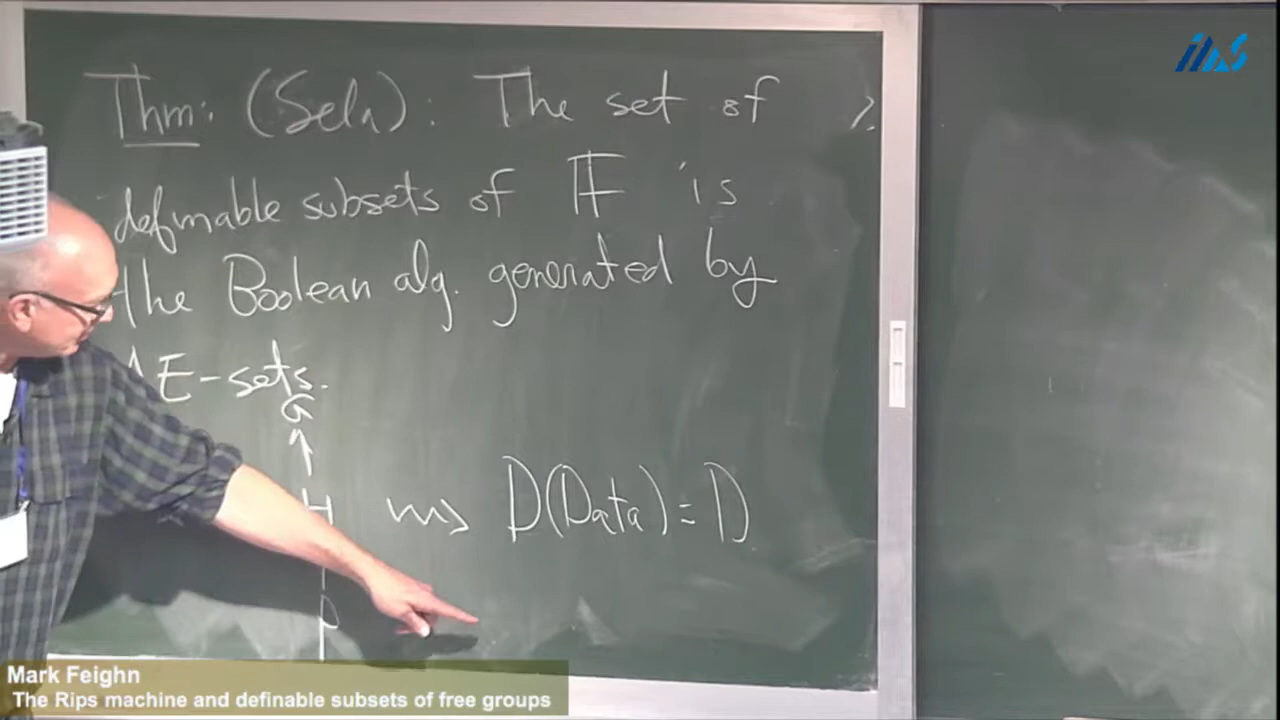 Thm: (Sela): The set of
definable subsets of 𝔽 is
the Boolean alg. generated by
E-sets.
G
↑
H ⇝ D(Data) = D
P
IIAS
Mark Feighn
The Rips machine and definable subsets of free groups